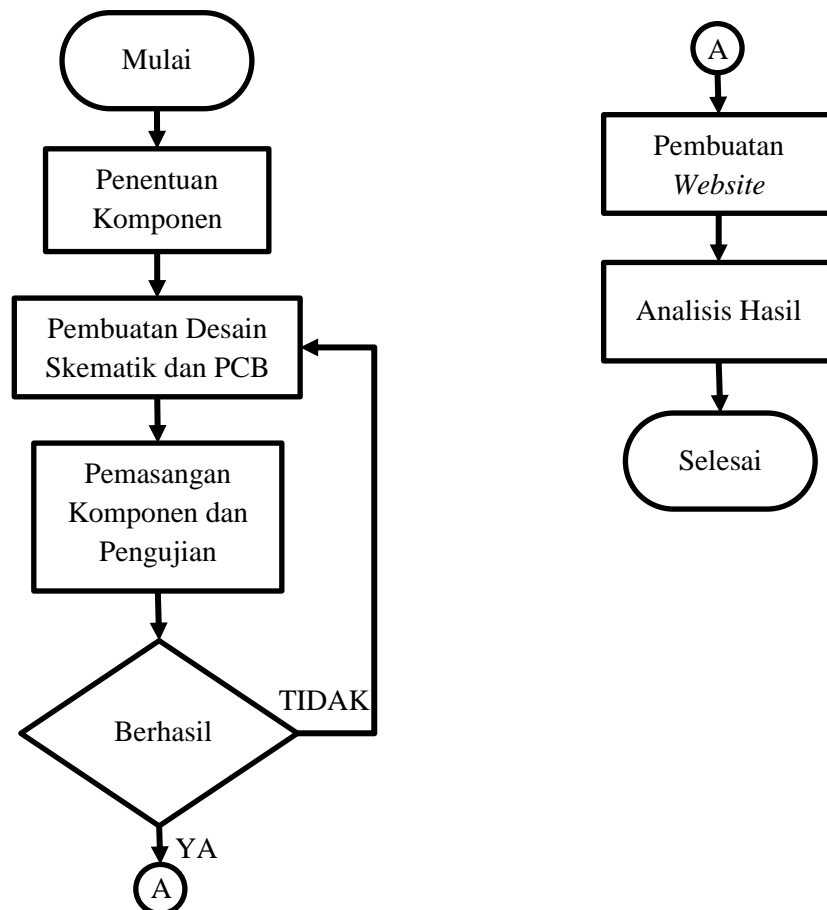 Mulai
Penentuan
Komponen
Pembuatan Desain
Skematik dan PCB
Pemasangan
Komponen dan
Pengujian
Berhasil
TIDAK
YA
A
A
Pembuatan
Website
Analisis Hasil
Selesai